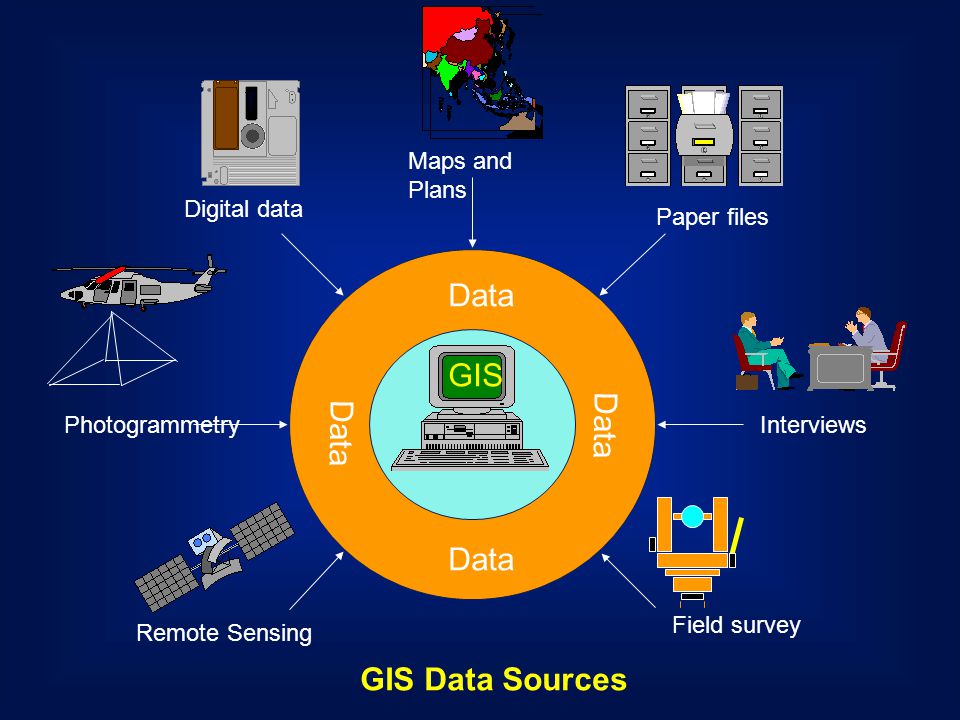 Maps and
Plans
Digital data
Paper files
Data
GIS
Data
Data
Photogrammetry
Interviews
Data
Remote Sensing
Field survey
GIS Data Sources